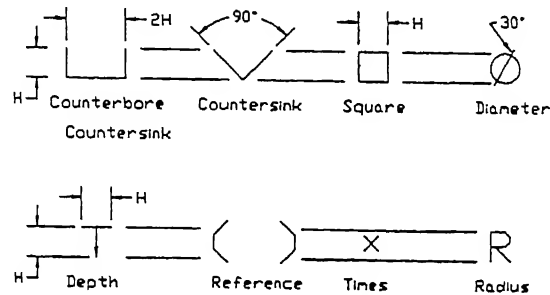 2H 90° H 30°
H
Counterbore Countersink Square Diameter
Countersink
H
H
Depth Reference Times Radius
X R